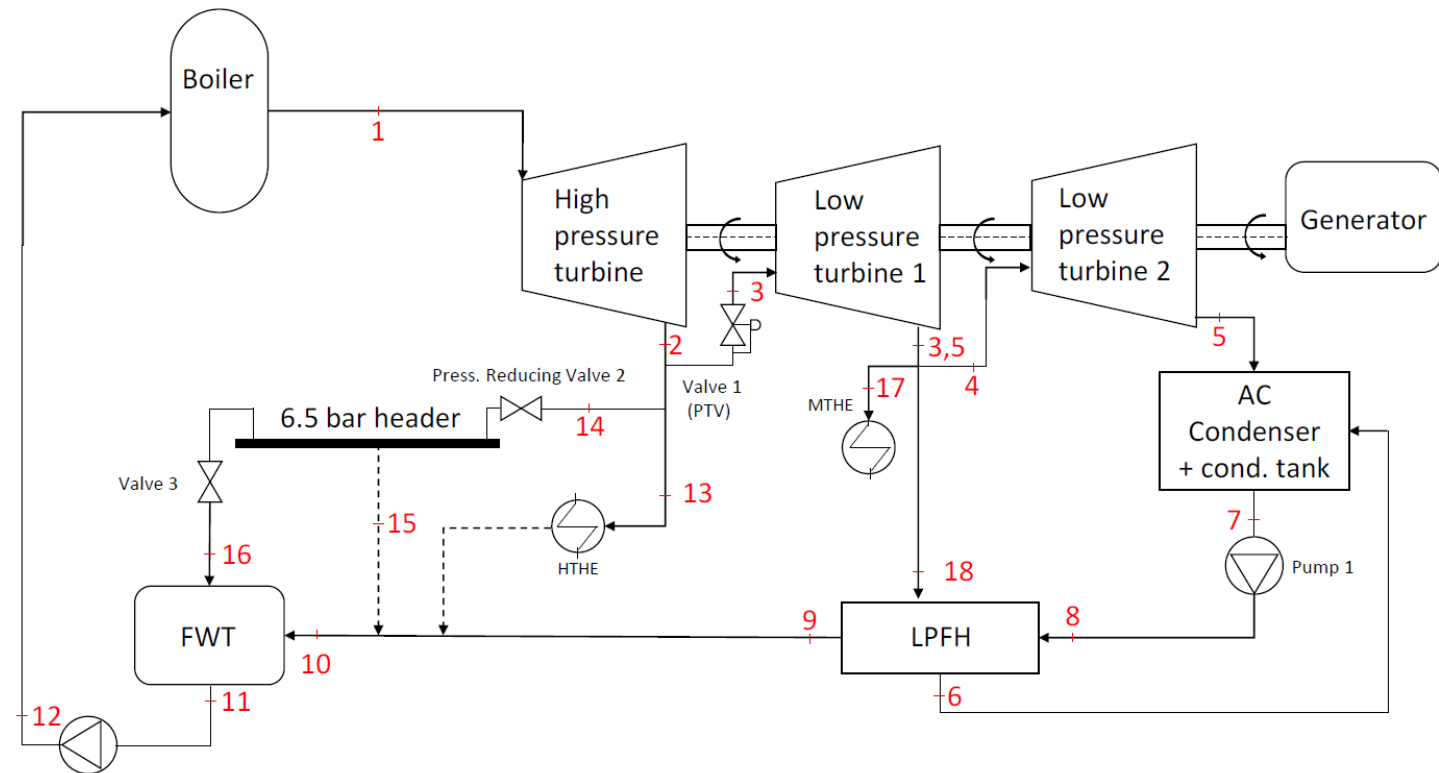 Boiler
1
High
pressure
turbine
Low
pressure
turbine 1
Low
pressure
turbine 2
Generator
3
2
3,5
4
5
Press. Reducing Valve 2
Valve 1
(PTV)
17
MTHE
14
6.5 bar header
AC
Condenser
+ cond. tank
Valve 3
13
15
7
16
HTHE
18
Pump 1
FWT
10
9
LPFH
8
11
6
12